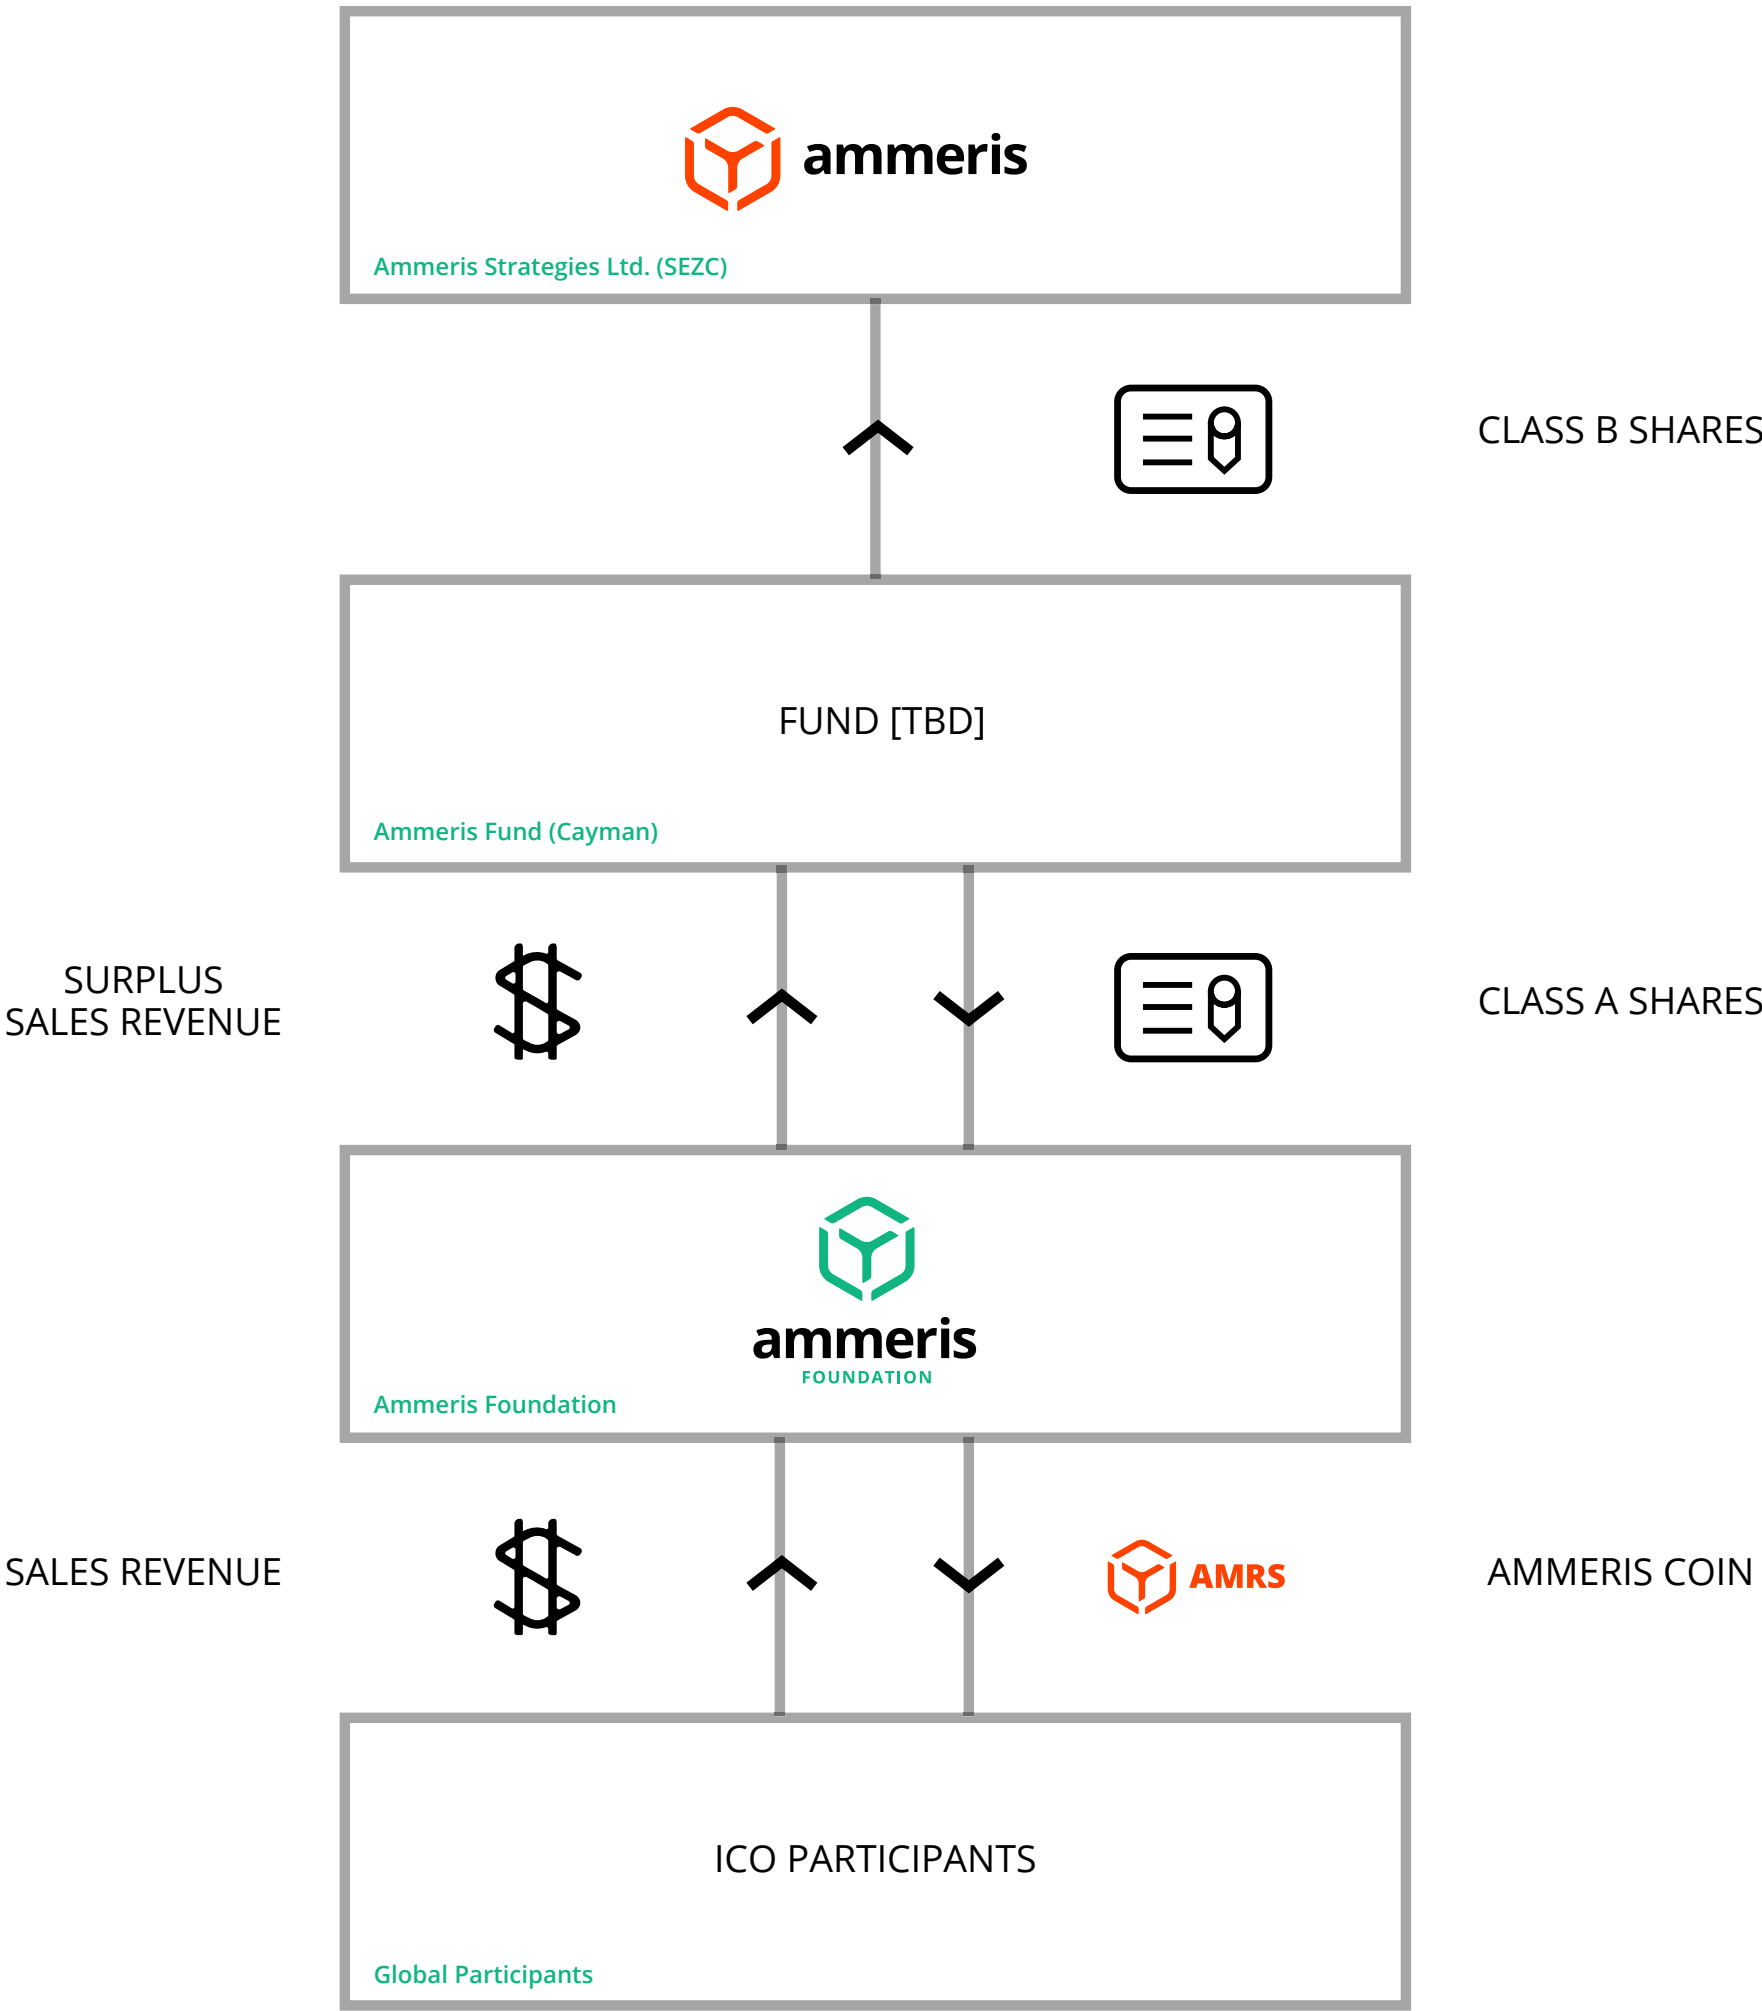 ammeris
Ammeris Strategies Ltd. (SEZC)
CLASS B SHARES
FUND [TBD]
Ammeris Fund (Cayman)
SURPLUS
SALES REVENUE
CLASS A SHARES
ammeris
FOUNDATION
Ammeris Foundation
SALES REVENUE
AMRS
AMMERIS COIN
ICO PARTICIPANTS
Global Participants